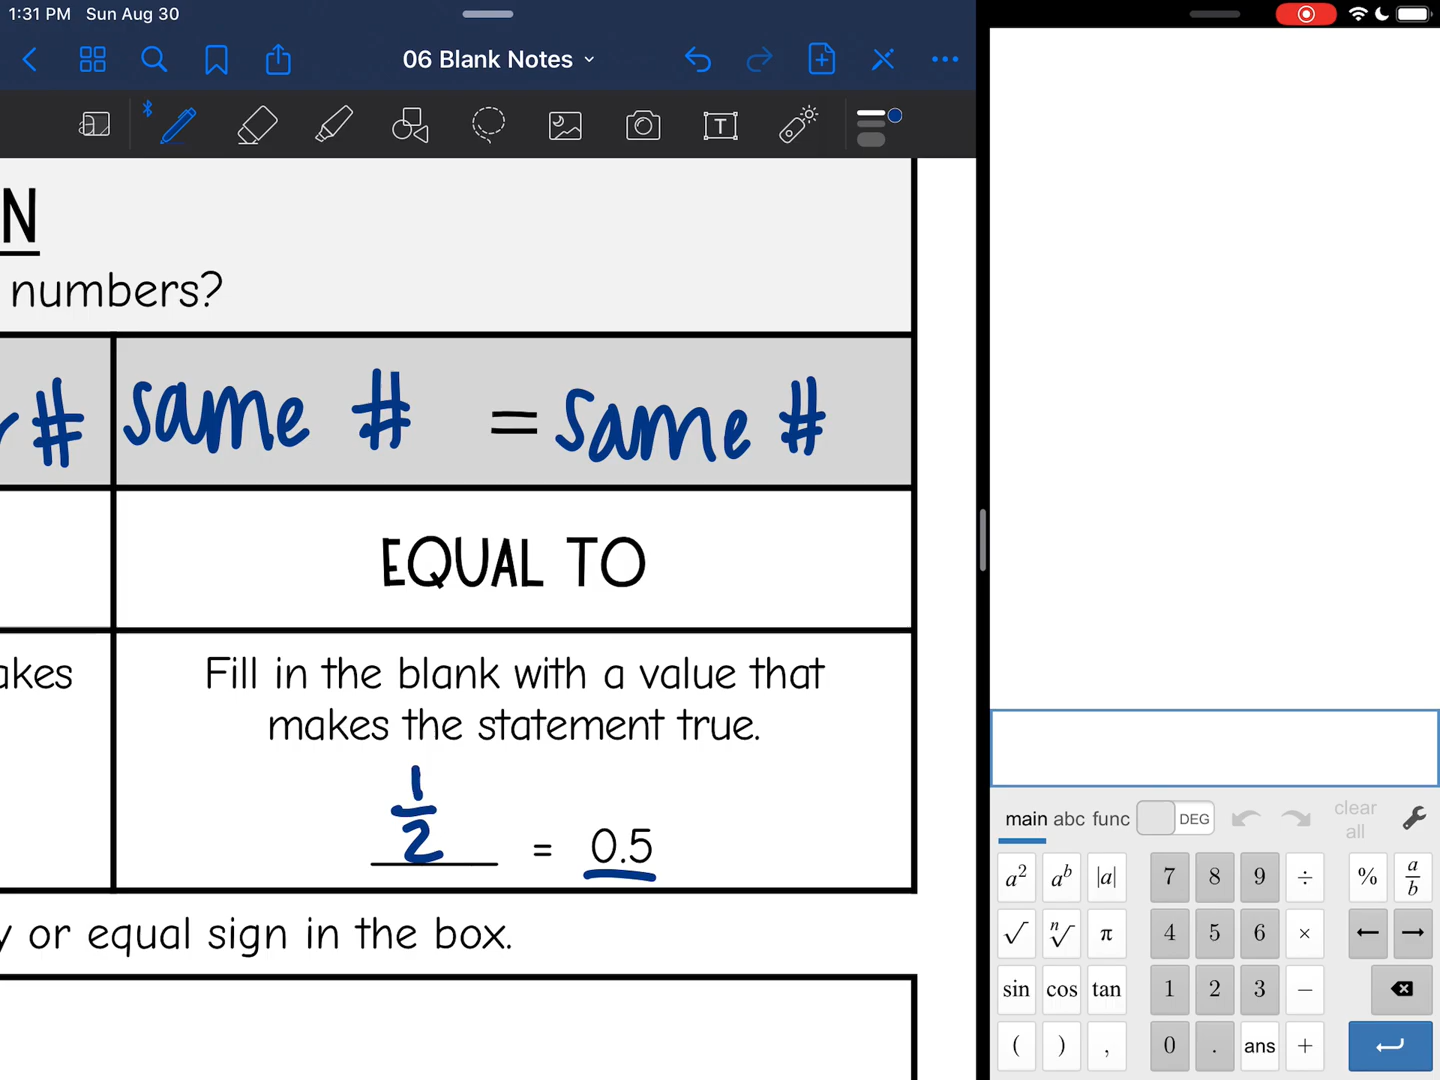 1:31 PM Sun Aug 30
06 Blank Notes
T
N
numbers?
r # same # = same #
EQUAL TO
akes Fill in the blank with a value that
makes the statement true.
1/2 = 0.5
y or equal sign in the box.
main abc func DEG clear all
a² aᵇ |a| 7 8 9 ÷ % a/b
√ ⁿ√ π 4 5 6 × ← →
sin cos tan 1 2 3 −
( ) , 0 . ans +